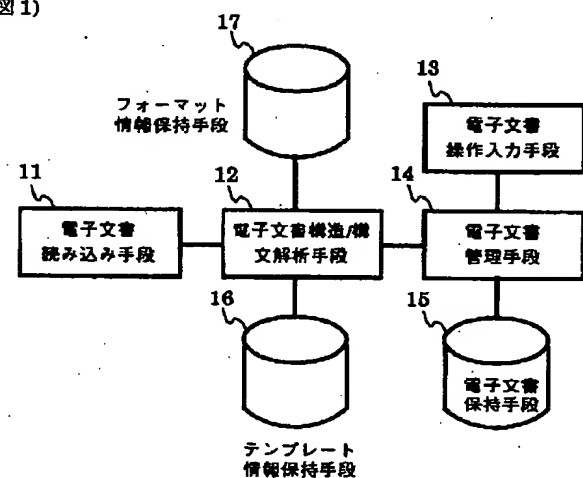 図1)
17
フォーマット
情報保持手段
13
電子文書
操作入力手段
11
電子文書
読み込み手段
12
電子文書構造/構
文解析手段
14
電子文書
管理手段
16
テンプレート
情報保持手段
15
電子文書
保持手段